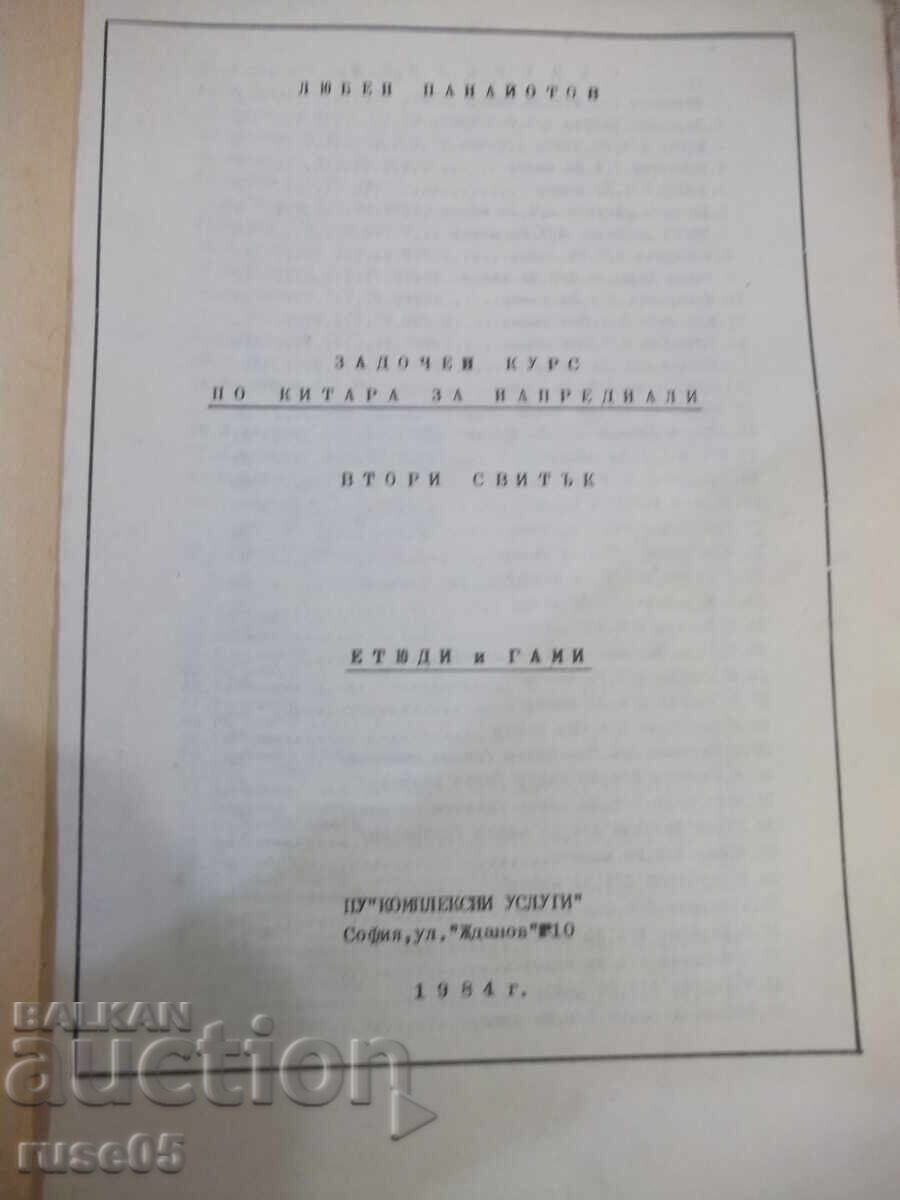 ЛЮБЕН ПАНАЙОТОВ
ЗАДОЧЕН КУРС
ПО КИТАРА ЗА НАПРЕДНАЛИ
ВТОРИ СВИТЪК
ЕТЮДИ и ГАМИ
ПУ"КОМПЛЕКСНИ УСЛУГИ"
София,ул."Жданов"№10
1984 г.
BALKAN
auction
ruse05